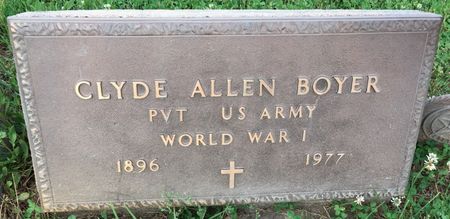 CLYDE ALLEN BOYER
PVT US ARMY
WORLD WAR I
1896 1977